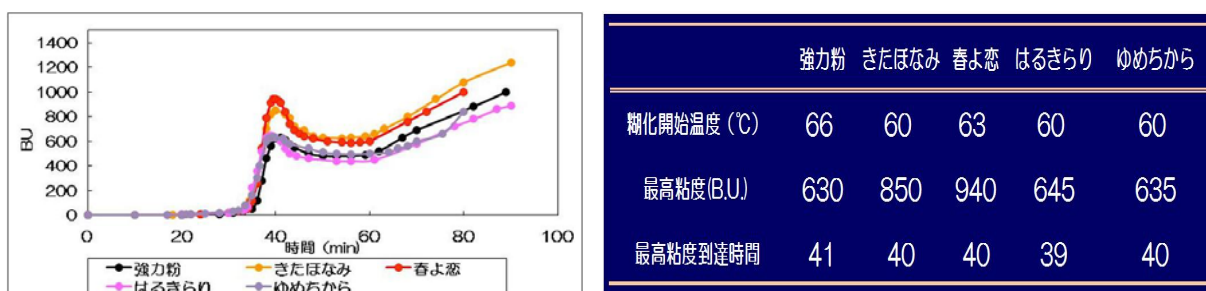 1400
1200
1000
800
600
400
200
0
BU
0 20 40 60 80 100
時間 (min)
強力粉 きたほなみ 春よ恋
はるきらり ゆめちから
強力粉 きたほなみ 春よ恋 はるきらり ゆめちから
糊化開始温度(℃) 66 60 63 60 60
最高粘度(B.U.) 630 850 940 645 635
最高粘度到達時間 41 40 40 39 40